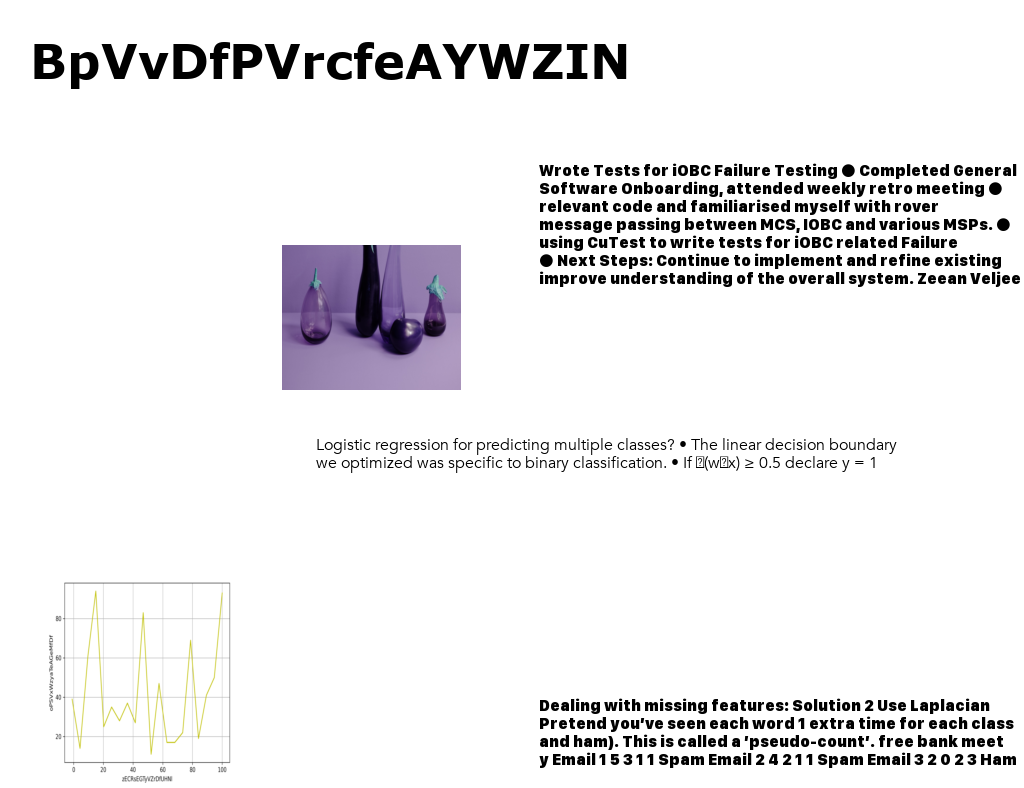 BpVvDfPVrcfeAYWZIN
Wrote Tests for iOBC Failure Testing ● Completed General
Software Onboarding, attended weekly retro meeting ●
relevant code and familiarised myself with rover
message passing between MCS, IOBC and various MSPs. ●
using CuTest to write tests for iOBC related Failure
● Next Steps: Continue to implement and refine existing
improve understanding of the overall system. Zeean Veljee
Logistic regression for predicting multiple classes? • The linear decision boundary
we optimized was specific to binary classification. • If (w x) ≥ 0.5 declare y = 1
80
60
40
20
0 20 40 60 80 100
Dealing with missing features: Solution 2 Use Laplacian
Pretend you’ve seen each word 1 extra time for each class
and ham). This is called a ’pseudo-count’. free bank meet
y Email 1 5 3 1 1 Spam Email 2 4 2 1 1 Spam Email 3 2 0 2 3 Ham